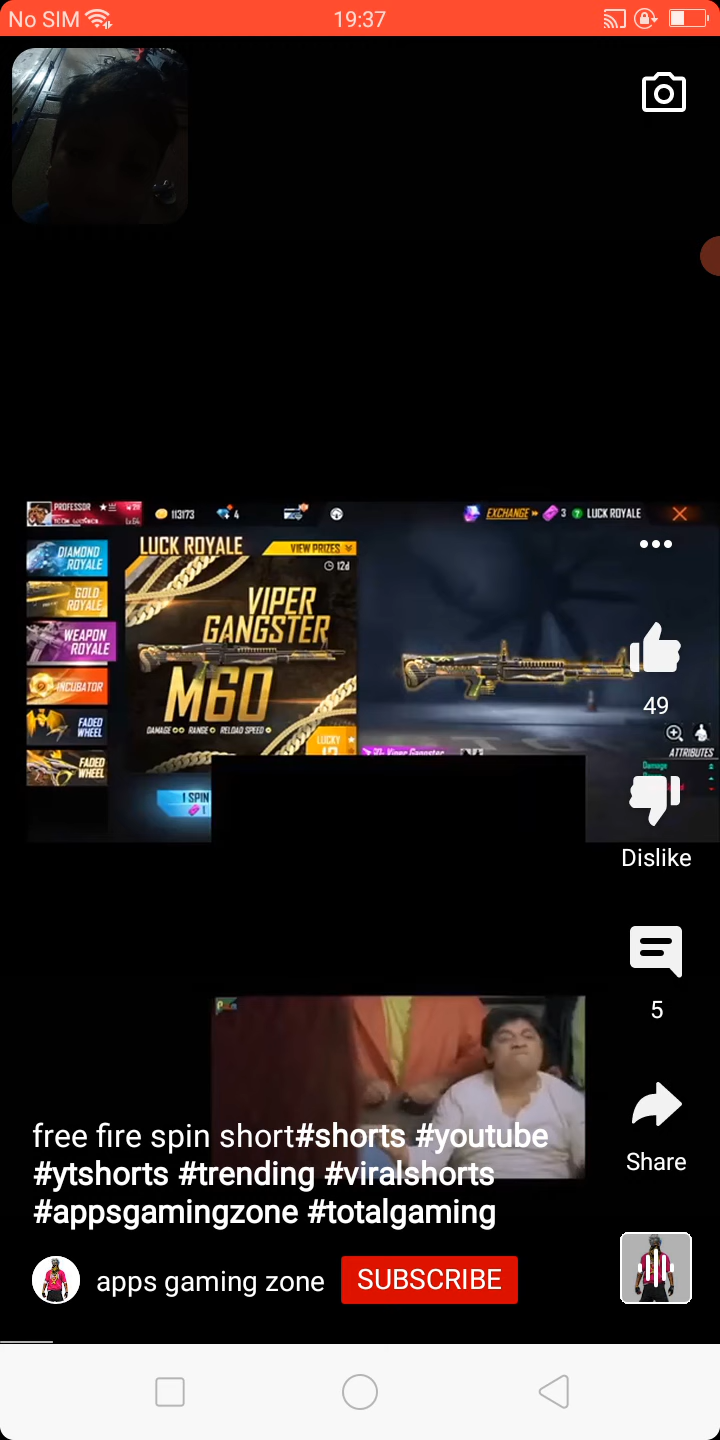 No SIM
19:37
PROFESSOR
113173
4
EXCHANGE
3
LUCK ROYALE
DIAMOND
ROYALE
GOLD
ROYALE
WEAPON
ROYALE
INCUBATOR
FADED
WHEEL
FADED
WHEEL
LUCK ROYALE
VIEW PRIZES
12d
VIPER
GANGSTER
M60
DAMAGE
RANGE
RELOAD SPEED
LUCKY
Viper Gangster
1 SPIN
1
ATTRIBUTES
Damage
49
Dislike
5
Share
free fire spin short#shorts #youtube
#ytshorts #trending #viralshorts
#appsgamingzone #totalgaming
apps gaming zone
SUBSCRIBE